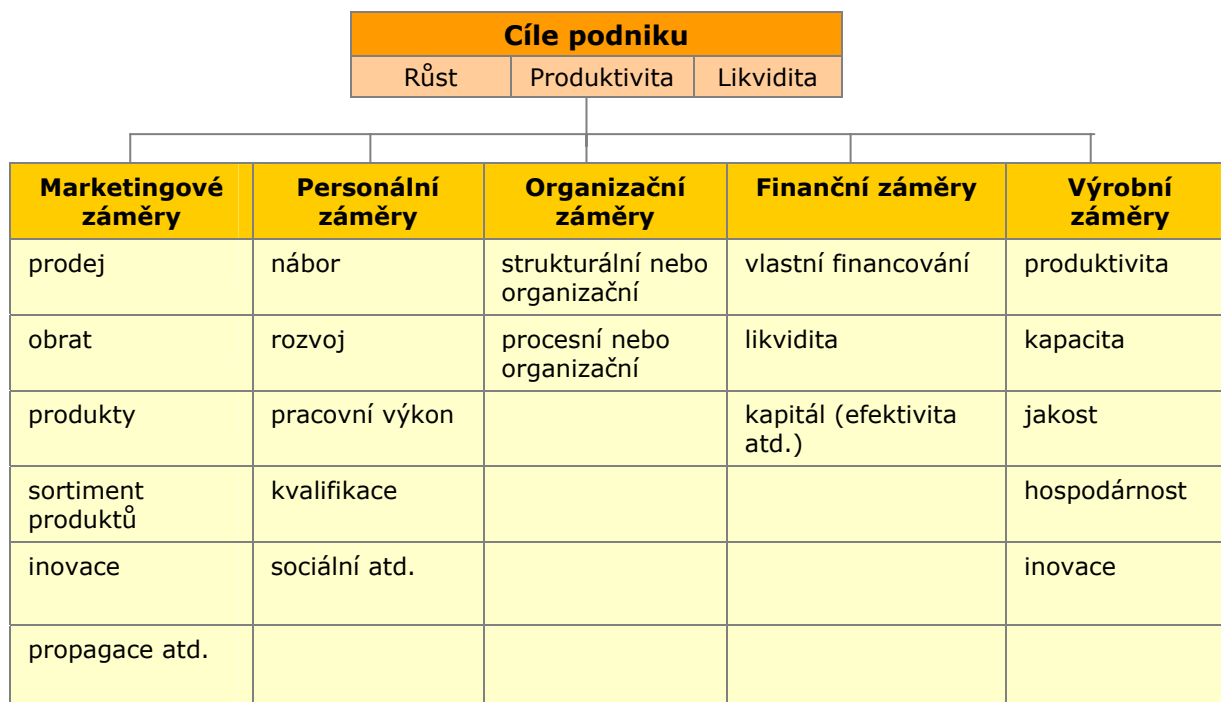 Cíle podniku
Růst Produktivita Likvidita
Marketingové záměry Personální záměry Organizační záměry Finanční záměry Výrobní záměry
prodej nábor strukturální nebo organizační vlastní financování produktivita
obrat rozvoj procesní nebo organizační likvidita kapacita
produkty pracovní výkon kapitál (efektivita atd.) jakost
sortiment produktů kvalifikace hospodárnost
inovace sociální atd. inovace
propagace atd.